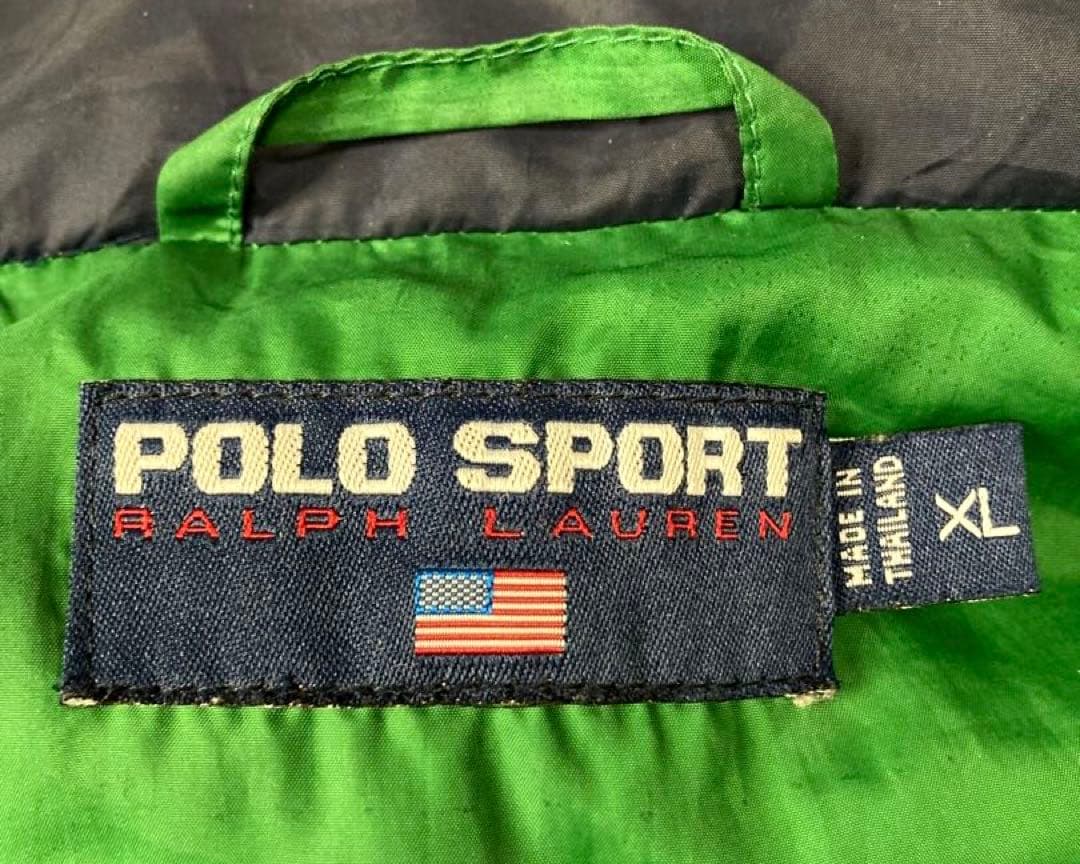 POLO SPORT
RALPH LAUREN
MADE IN
THAILAND
XL